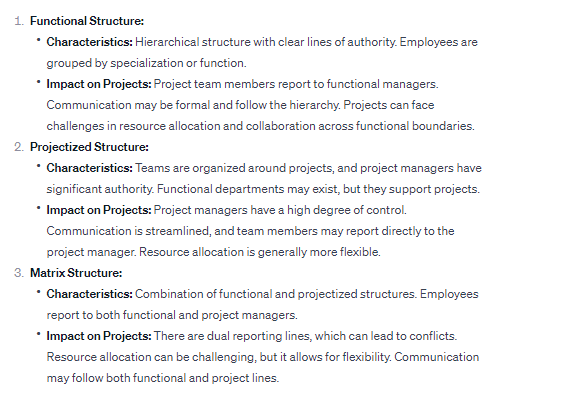 1. Functional Structure:
• Characteristics: Hierarchical structure with clear lines of authority. Employees are
grouped by specialization or function.
• Impact on Projects: Project team members report to functional managers.
Communication may be formal and follow the hierarchy. Projects can face
challenges in resource allocation and collaboration across functional boundaries.
2. Projectized Structure:
• Characteristics: Teams are organized around projects, and project managers have
significant authority. Functional departments may exist, but they support projects.
• Impact on Projects: Project managers have a high degree of control.
Communication is streamlined, and team members may report directly to the
project manager. Resource allocation is generally more flexible.
3. Matrix Structure:
• Characteristics: Combination of functional and projectized structures. Employees
report to both functional and project managers.
• Impact on Projects: There are dual reporting lines, which can lead to conflicts.
Resource allocation can be challenging, but it allows for flexibility. Communication
may follow both functional and project lines.